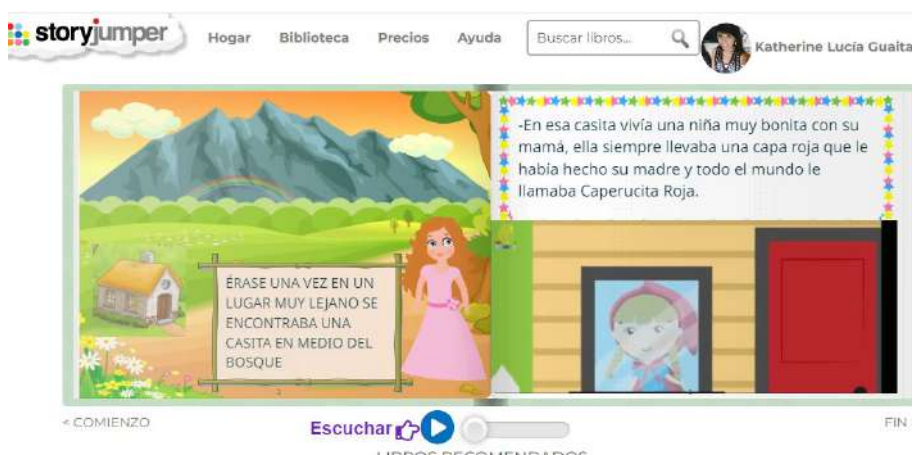 storyjumper
Hogar Biblioteca Precios Ayuda Buscar libros... Katherine Lucía Guaita
ÉRASE UNA VEZ EN UN
LUGAR MUY LEJANO SE
ENCONTRABA UNA
CASITA EN MEDIO DEL
BOSQUE
-En esa casita vivía una niña muy bonita con su
mamá, ella siempre llevaba una capa roja que le
había hecho su madre y todo el mundo le
llamaba Caperucita Roja.
< COMIENZO
Escuchar
FIN
LIBROS RECOMENDADOS